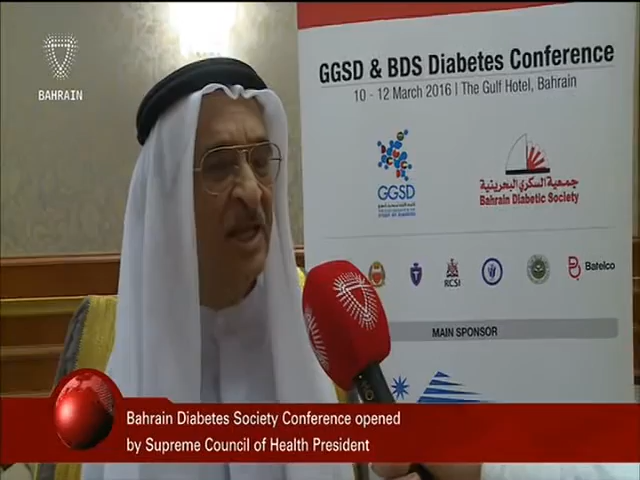 BAHRAIN
GGSD & BDS Diabetes Conference
10 - 12 March 2016 | The Gulf Hotel, Bahrain
GGSD
جمعية السكري البحرينية
Bahrain Diabetic Society
RCSI
Batelco
MAIN SPONSOR
Bahrain Diabetes Society Conference opened
by Supreme Council of Health President